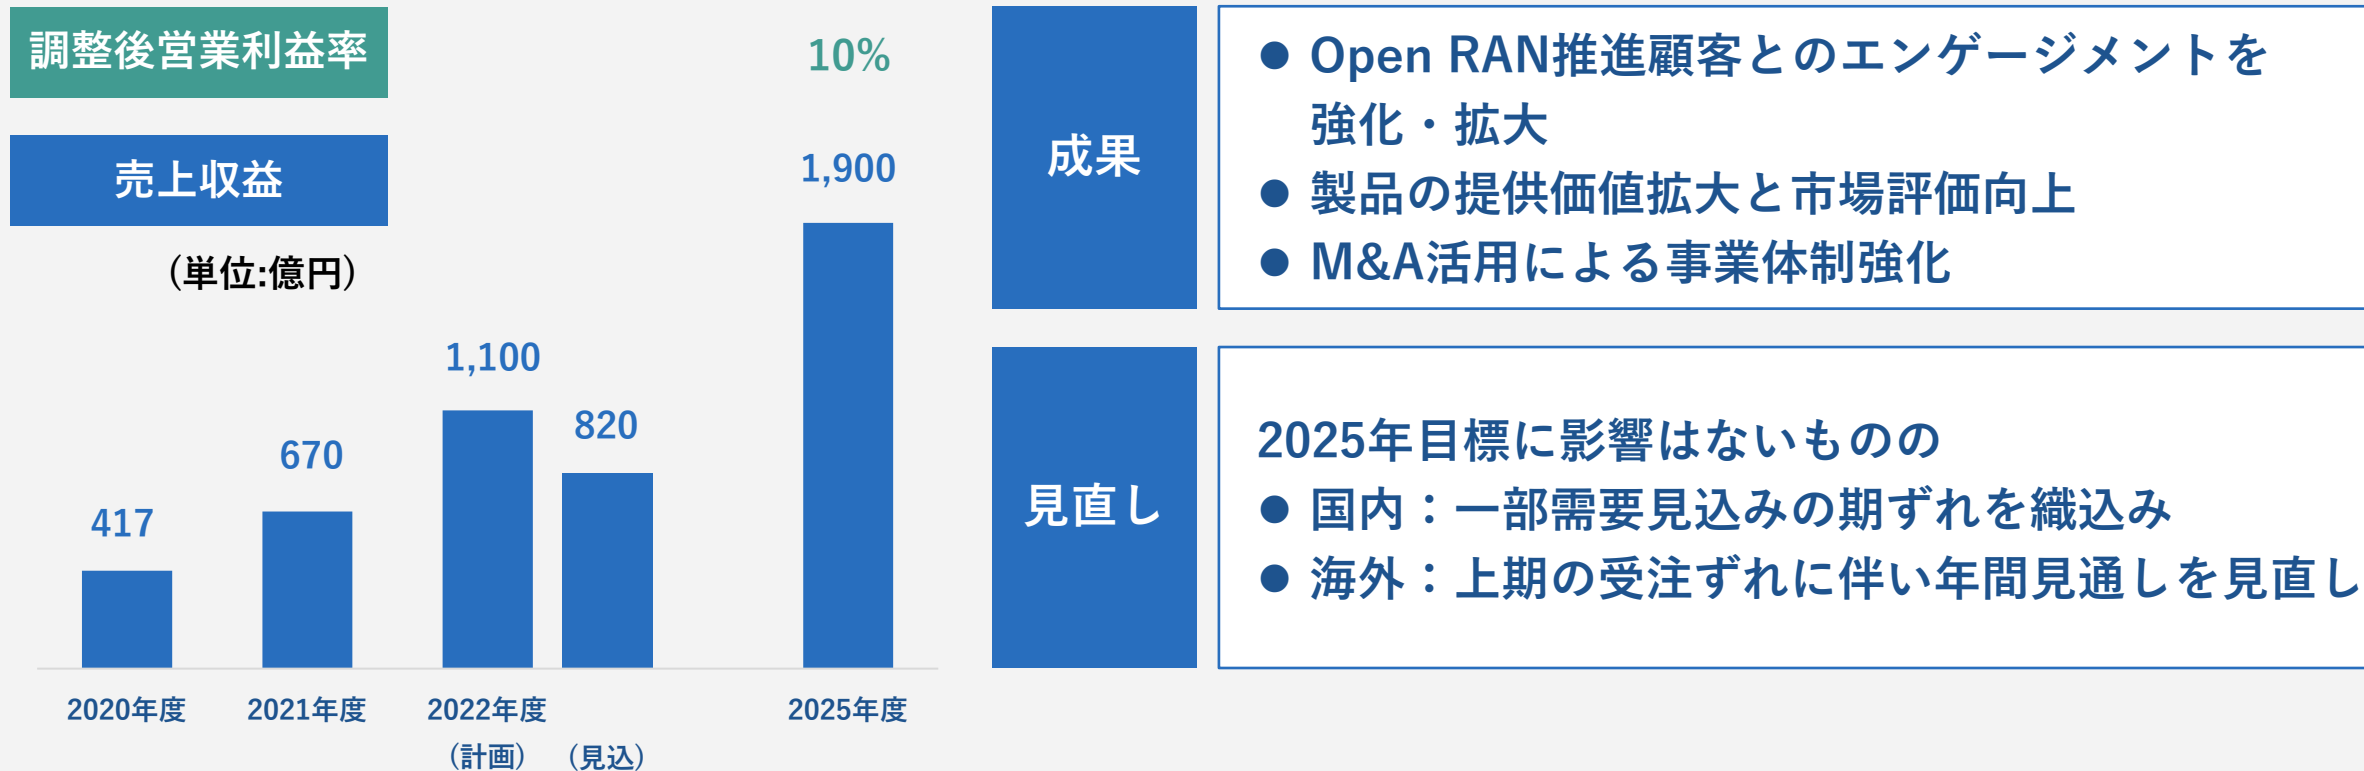 調整後営業利益率
売上収益
(単位:億円)
10%
417
670
1,100
820
1,900
2020年度
2021年度
2022年度
2025年度
(計画)
(見込)
成果
● Open RAN推進顧客とのエンゲージメントを
強化・拡大
● 製品の提供価値拡大と市場評価向上
● M&A活用による事業体制強化
見直し
2025年目標に影響はないものの
● 国内：一部需要見込みの期ずれを織込み
● 海外：上期の受注ずれに伴い年間見通しを見直し